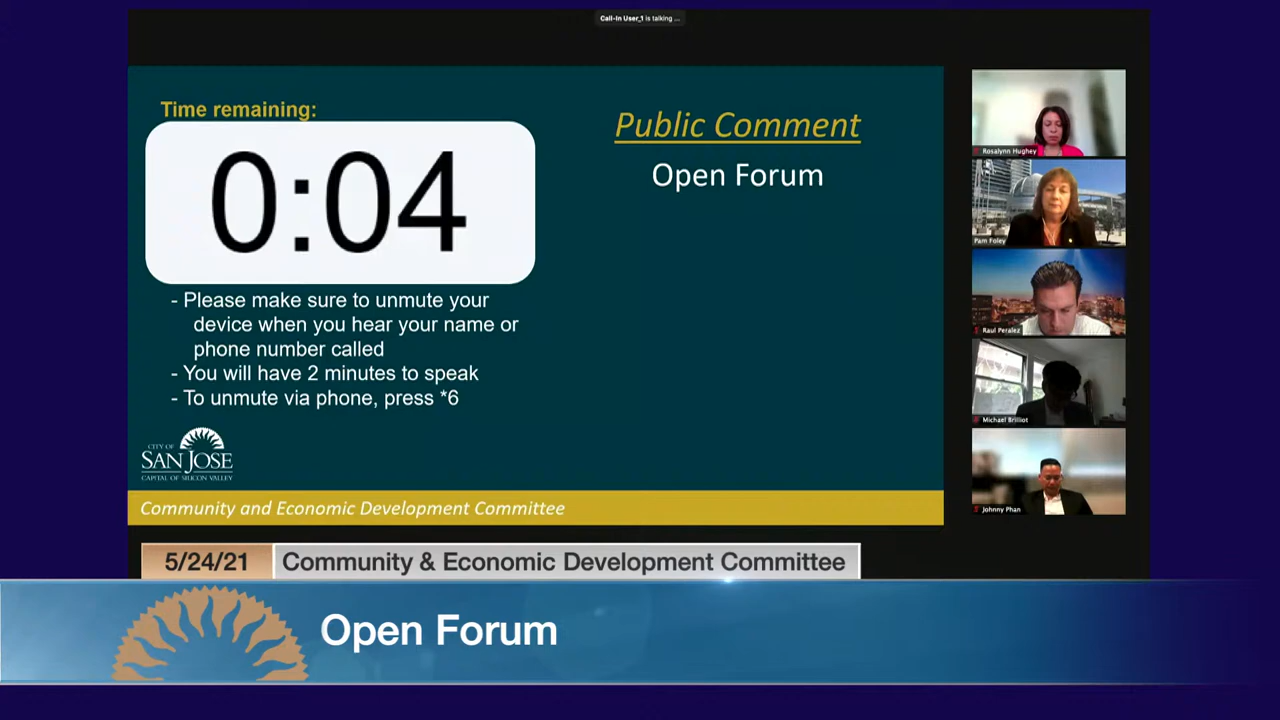 Call-In User_1 is talking ...
Time remaining:
0:04
- Please make sure to unmute your
device when you hear your name or
phone number called
- You will have 2 minutes to speak
- To unmute via phone, press *6
Public Comment
Open Forum
CITY OF
SAN JOSE
CAPITAL OF SILICON VALLEY
Community and Economic Development Committee
Rosalynn Hughey
Pam Foley
Raul Peralez
Michael Brilliot
Johnny Phan
5/24/21 Community & Economic Development Committee
Open Forum